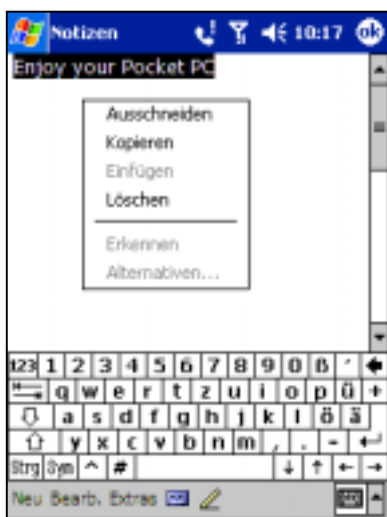 Notizen 10:17 ok
Enjoy your Pocket PC
Ausschneiden
Kopieren
Einfügen
Löschen
Erkennen
Alternativen...
123 1 2 3 4 5 6 7 8 9 0 ß ´
q w e r t z u i o p ü +
a s d f g h j k l ö ä
y x c v b n m , . -
Strg Sym ^ # ↓ ↑ ← →
Neu Bearb. Extras